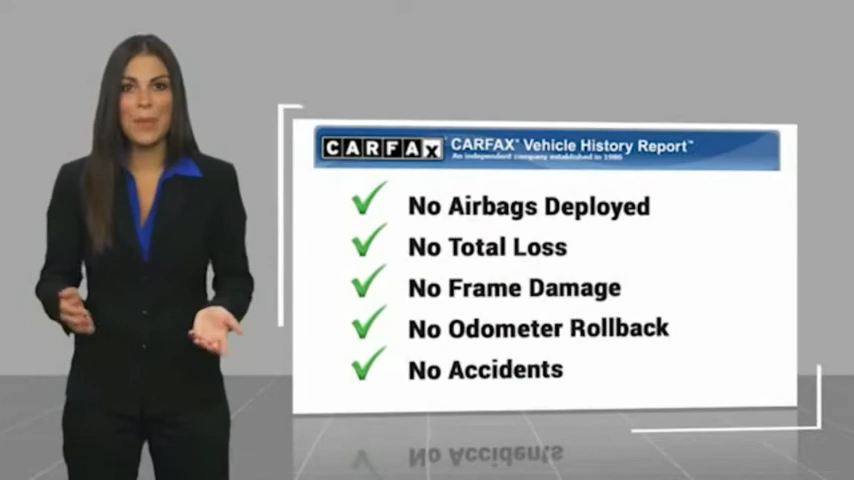 CARFAX CARFAX™ Vehicle History Report™
An independent company established in 1986
No Airbags Deployed
No Total Loss
No Frame Damage
No Odometer Rollback
No Accidents
No Accidents